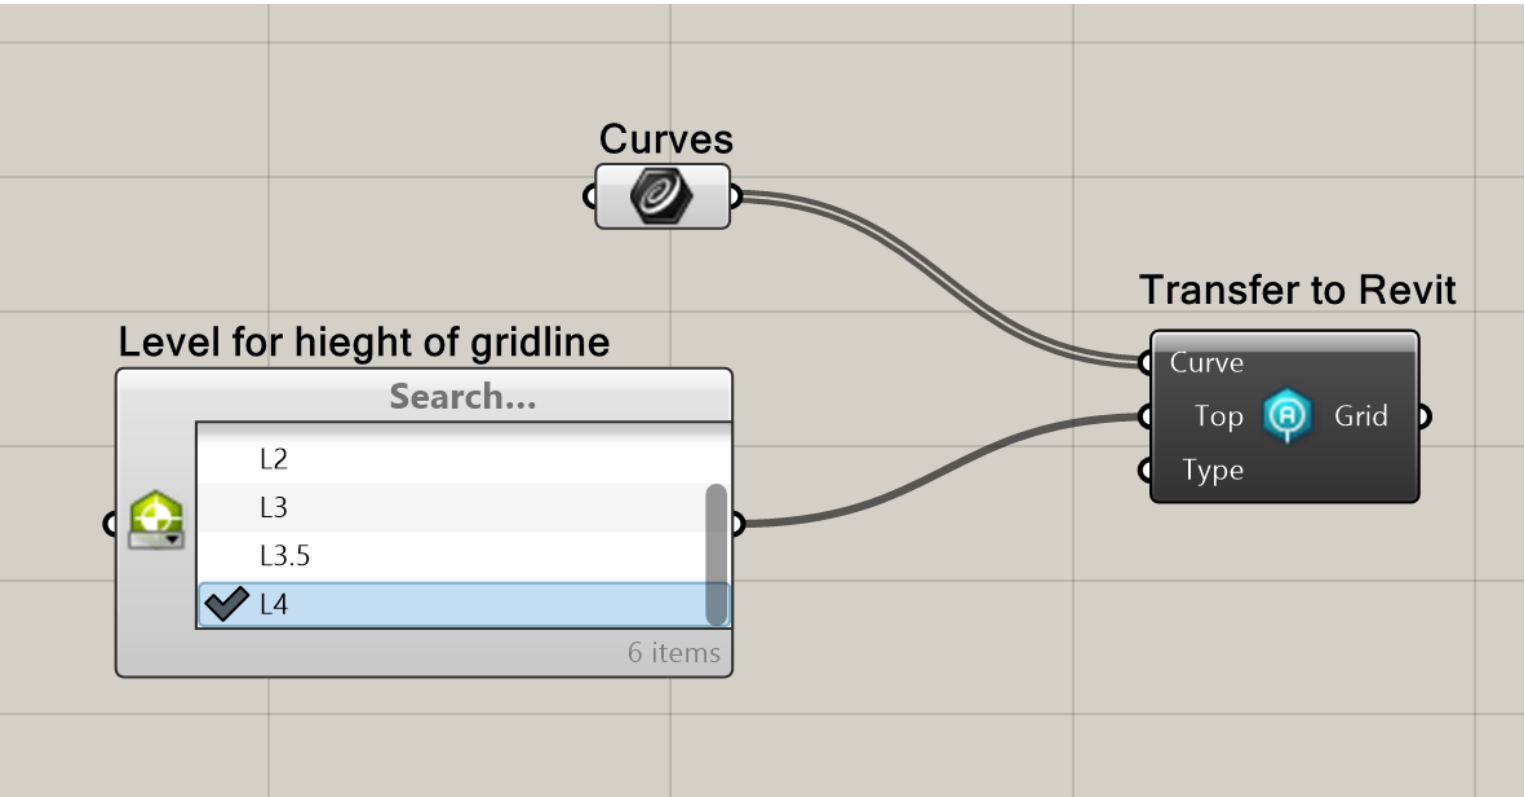 Curves
Transfer to Revit
Curve
Top
A
Grid
Type
Level for hieght of gridline
Search...
L2
L3
L3.5
L4
6 items